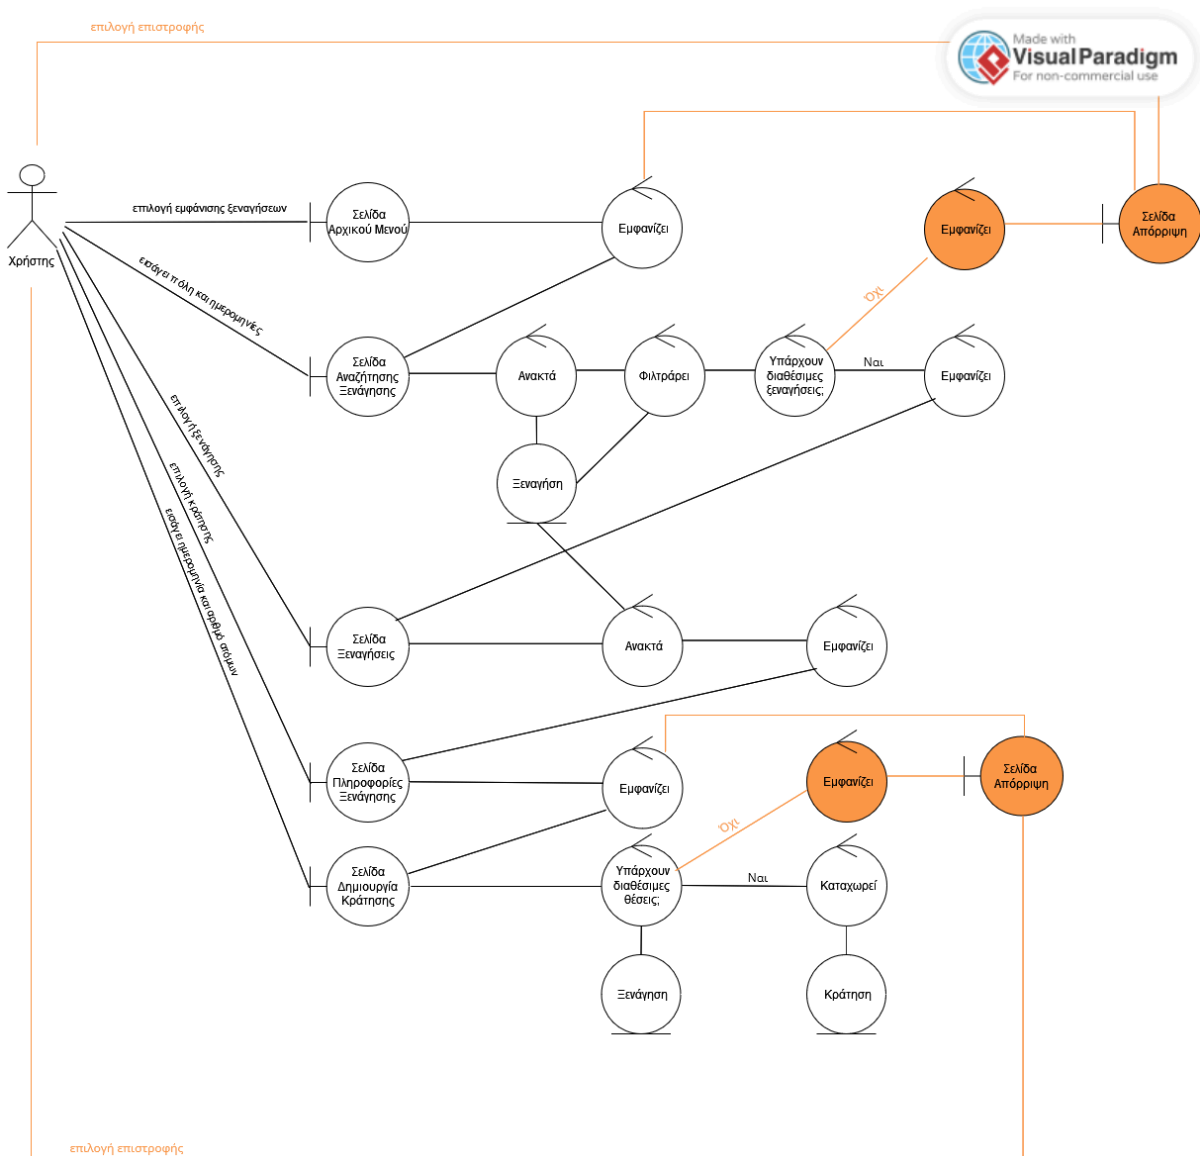 επιλογή επιστροφής
Made with
Visual Paradigm
For non-commercial use
Χρήστης
επιλογή εμφάνισης ξεναγήσεων
Σελίδα
Αρχικού Μενού
Εμφανίζει
Εμφανίζει
Σελίδα
Απόρριψη
εισάγει πόλη και ημερομηνίες
Όχι
Σελίδα
Αναζήτησης
Ξενάγησης
Ανακτά
Φιλτράρει
Υπάρχουν
διαθέσιμες
ξεναγήσεις;
Ναι
Εμφανίζει
Ξεναγήση
επιλογή ξενάγησης
Σελίδα
Ξεναγήσεις
Ανακτά
Εμφανίζει
επιλογή κράτησης
Σελίδα
Πληροφορίες
Ξενάγησης
Εμφανίζει
Εμφανίζει
Σελίδα
Απόρριψη
εισάγει ημερομηνία και αριθμό ατόμων
Όχι
Σελίδα
Δημιουργία
Κράτησης
Υπάρχουν
διαθέσιμες
θέσεις;
Ναι
Καταχωρεί
Ξενάγηση
Κράτηση
επιλογή επιστροφής